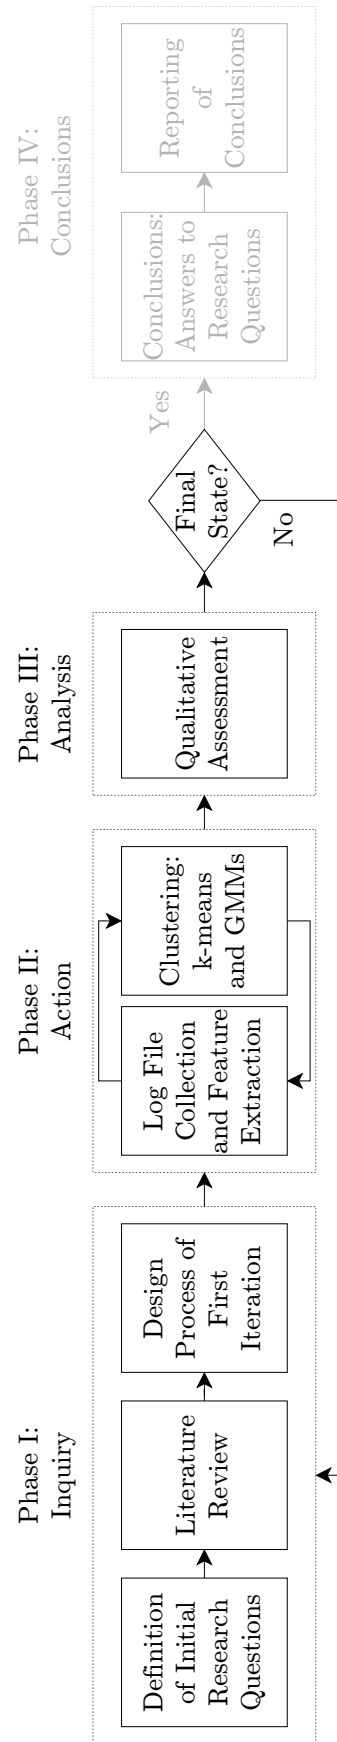 Phase I:
Inquiry
Definition
of Initial
Research
Questions
Literature
Review
Design
Process of
First
Iteration
Phase II:
Action
Log File
Collection
and Feature
Extraction
Clustering:
k-means
and GMMs
Phase III:
Analysis
Qualitative
Assessment
Final
State?
Yes
No
Phase IV:
Conclusions
Conclusions:
Answers to
Research
Questions
Reporting
of
Conclusions